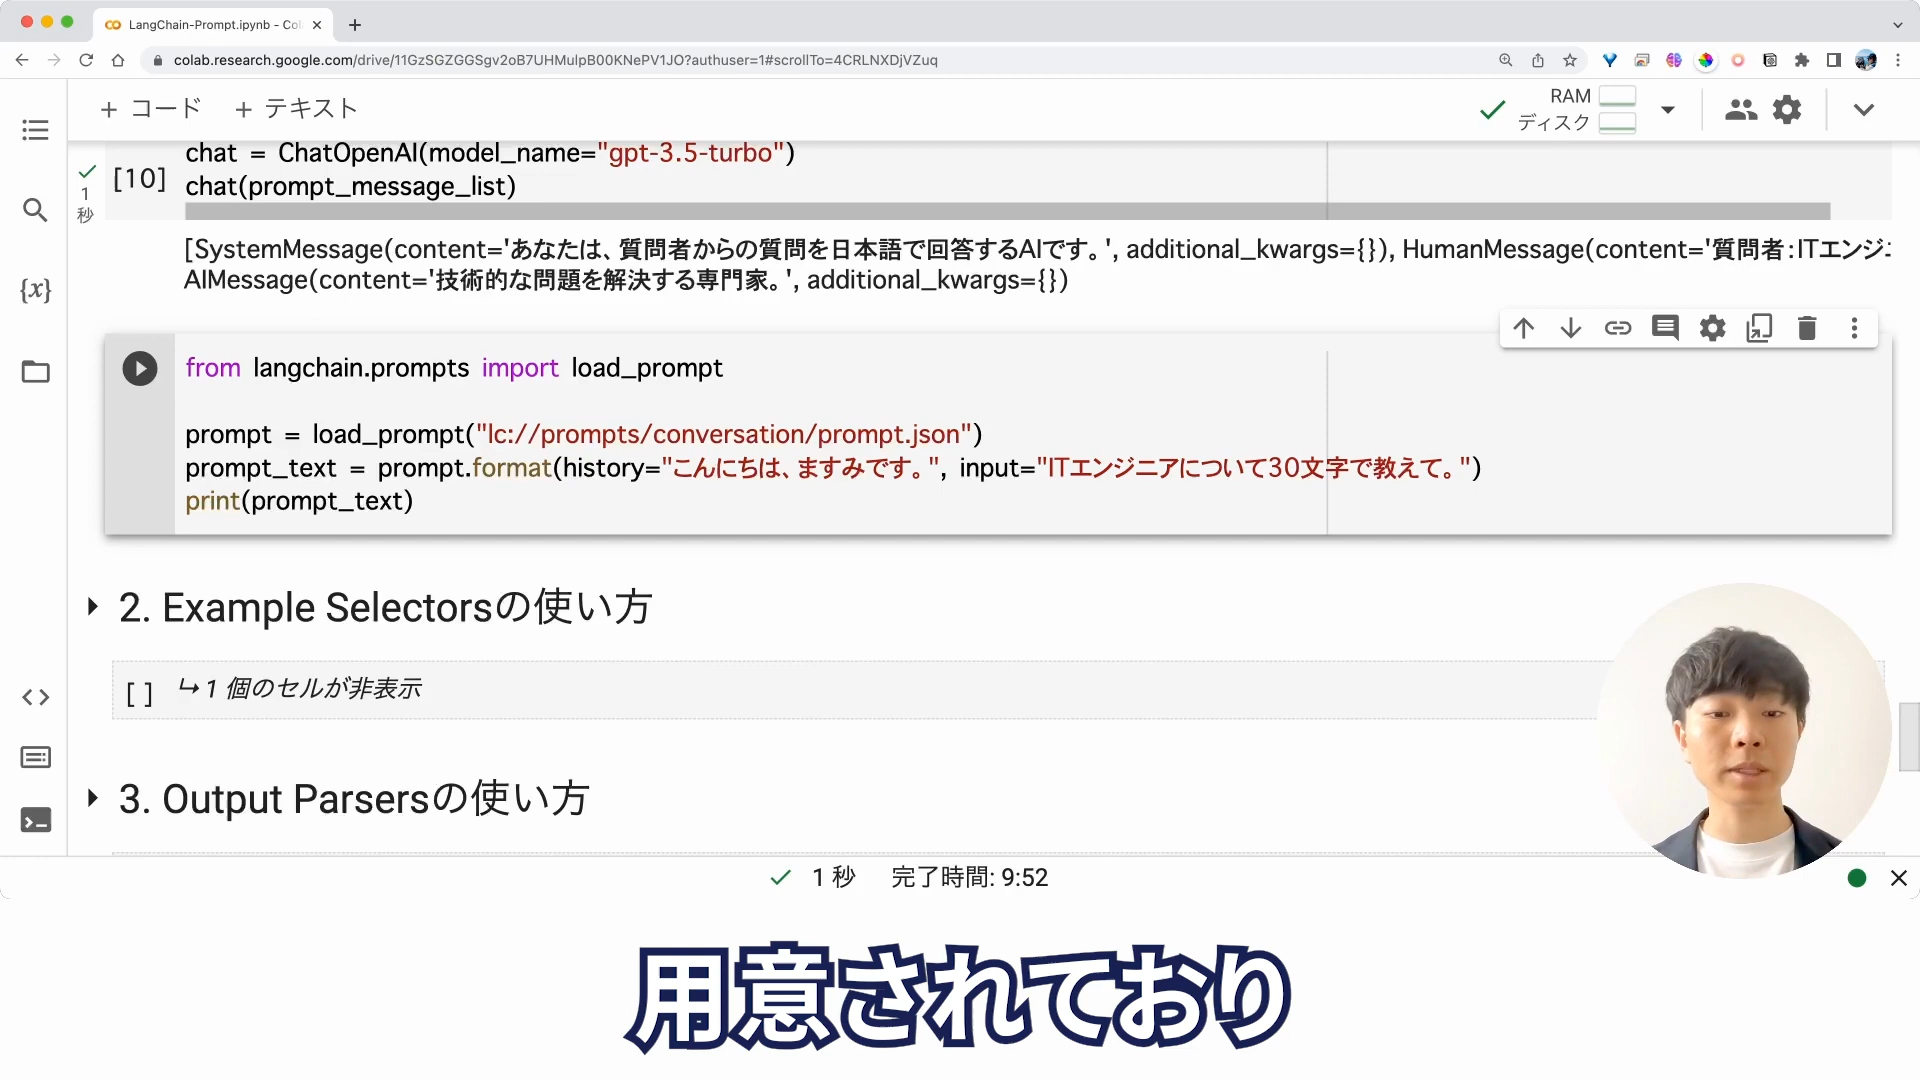 LangChain-Prompt.ipynb - Col
colab.research.google.com/drive/11GzSGZGGSgv2oB7UHMulpB00KNePV1JO?authuser=1#scrollTo=4CRLNXDjVZuq
+ コード + テキスト
RAM
ディスク
chat = ChatOpenAI(model_name="gpt-3.5-turbo")
[10]
1
秒
chat(prompt_message_list)
[SystemMessage(content='あなたは、質問者からの質問を日本語で回答するAIです。', additional_kwargs={}), HumanMessage(content='質問者:ITエンジニ
AIMessage(content='技術的な問題を解決する専門家。', additional_kwargs={})
from langchain.prompts import load_prompt
prompt = load_prompt("lc://prompts/conversation/prompt.json")
prompt_text = prompt.format(history="こんにちは、ますみです。", input="ITエンジニアについて30文字で教えて。")
print(prompt_text)
2. Example Selectorsの使い方
[ ] ↳ 1 個のセルが非表示
3. Output Parsersの使い方
1 秒 完了時間: 9:52
用意されており